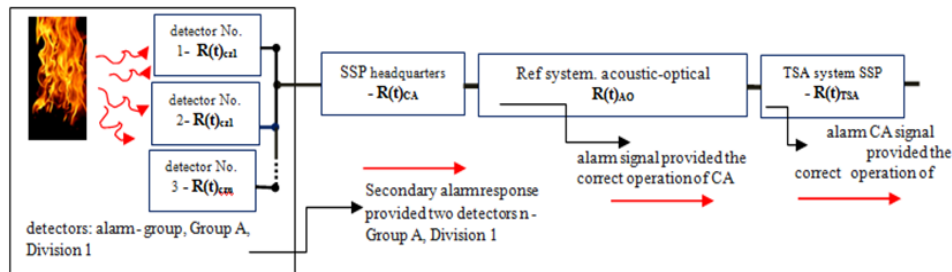 detector No.
1- R(t)cz1
detector No.
2- R(t)cz1
detector No.
3 - R(t)czn
detectors: alarm - group, Group A,
Division 1
SSP headquarters
- R(t)CA
Secondary alarm response
provided two detectors n -
Group A, Division 1
Ref system. acoustic-optical
R(t)AO
alarm signal provided the
correct operation of CA
TSA system SSP
- R(t)TSA
alarm CA signal
provided the
correct operation of